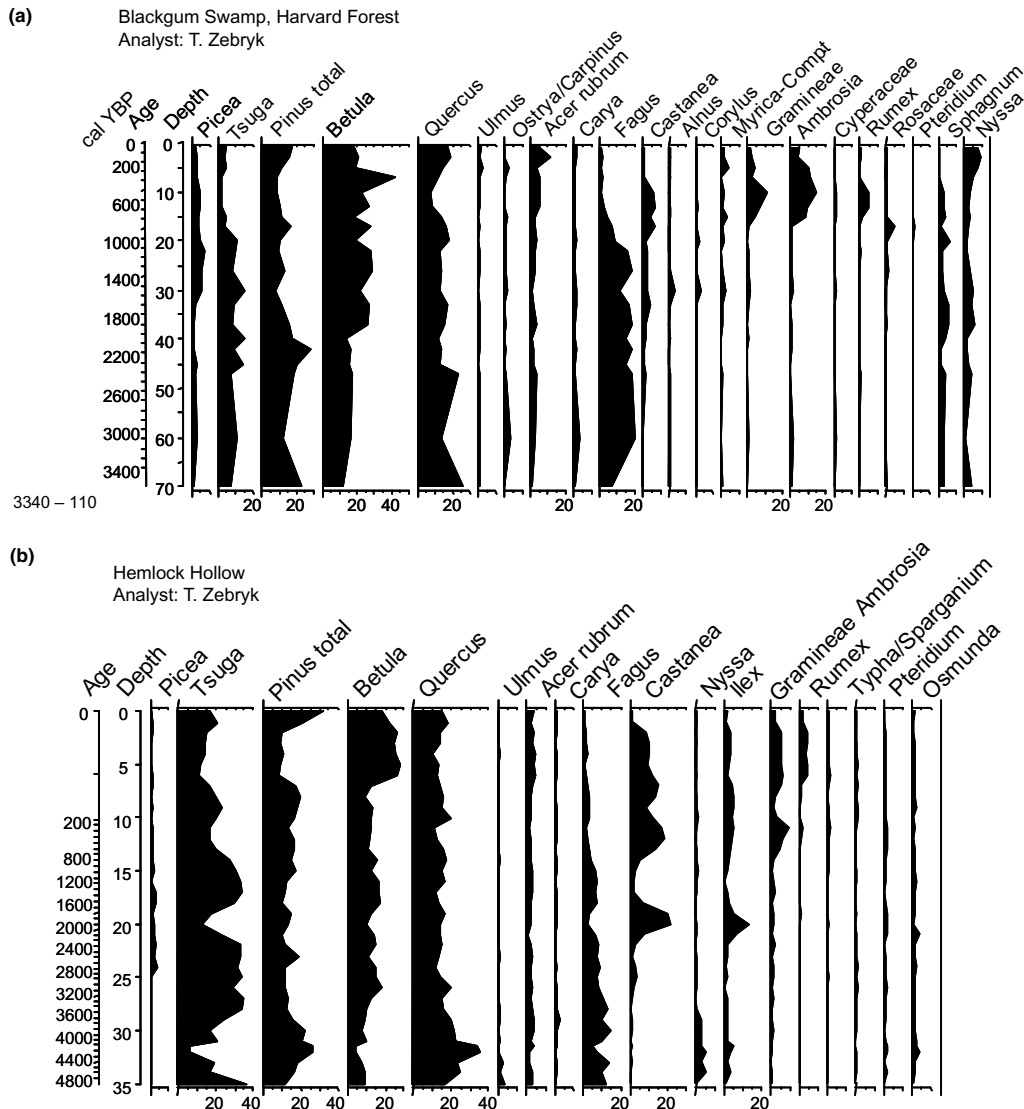 (a)
Blackgum Swamp, Harvard Forest
Analyst: T. Zebryk
cal YBP Age Depth Picea Tsuga Pinus total Betula Quercus Ulmus Ostrya/Carpinus Acer rubrum Carya Fagus Castanea Alnus Corylus Myrica-Compt Gramineae Ambrosia Cyperaceae Rumex Rosaceae Pteridium Sphagnum Nyssa
0 0
200
10
600
1000 20
1400
30
1800
40
2200
50
2600
3000 60
3400
70
20 20 20 40 20 20 20 20 20
3340 – 110
(b)
Hemlock Hollow
Analyst: T. Zebryk
Age Depth Picea Tsuga Pinus total Betula Quercus Ulmus Acer rubrum Carya Fagus Castanea Nyssa Ilex Gramineae Ambrosia Rumex Typha/Sparganium Pteridium Osmunda
0 0
5
200 10
800
15
1200
1600
2000 20
2400
2800 25
3200
3600
4000 30
4400
4800 35
20 40 20 20 20 40 20 20